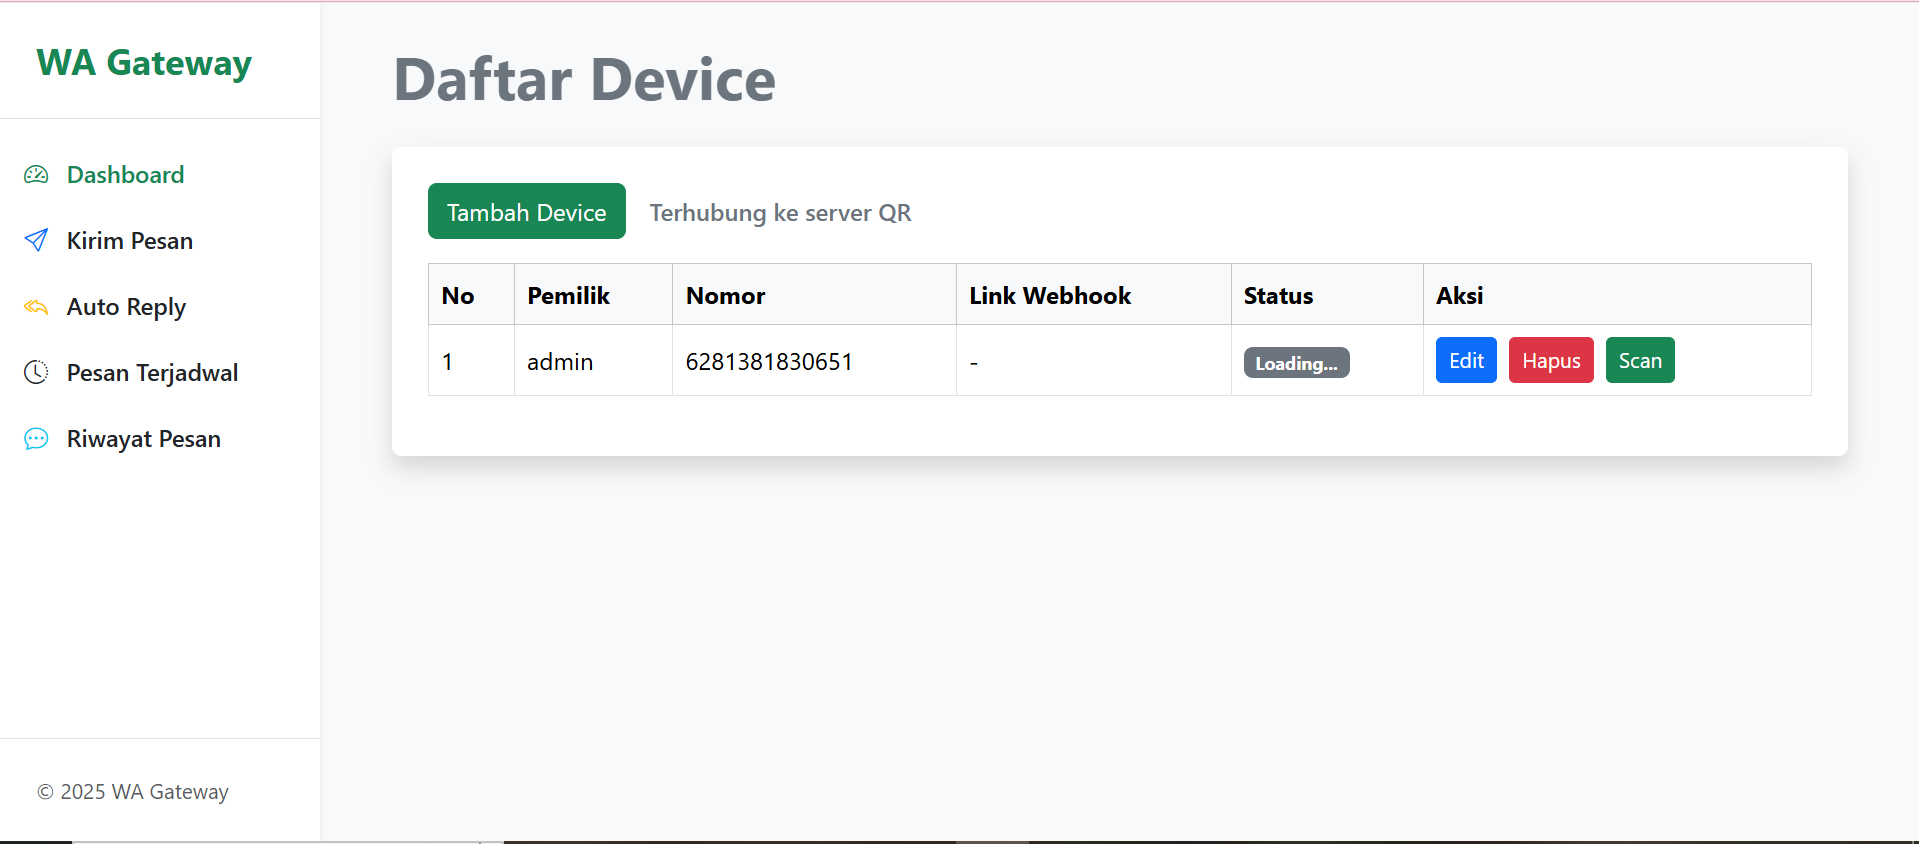 WA Gateway
Dashboard
Kirim Pesan
Auto Reply
Pesan Terjadwal
Riwayat Pesan
© 2025 WA Gateway
Daftar Device
Tambah Device Terhubung ke server QR
No Pemilik Nomor Link Webhook Status Aksi
1 admin 6281381830651 - Loading... Edit Hapus Scan